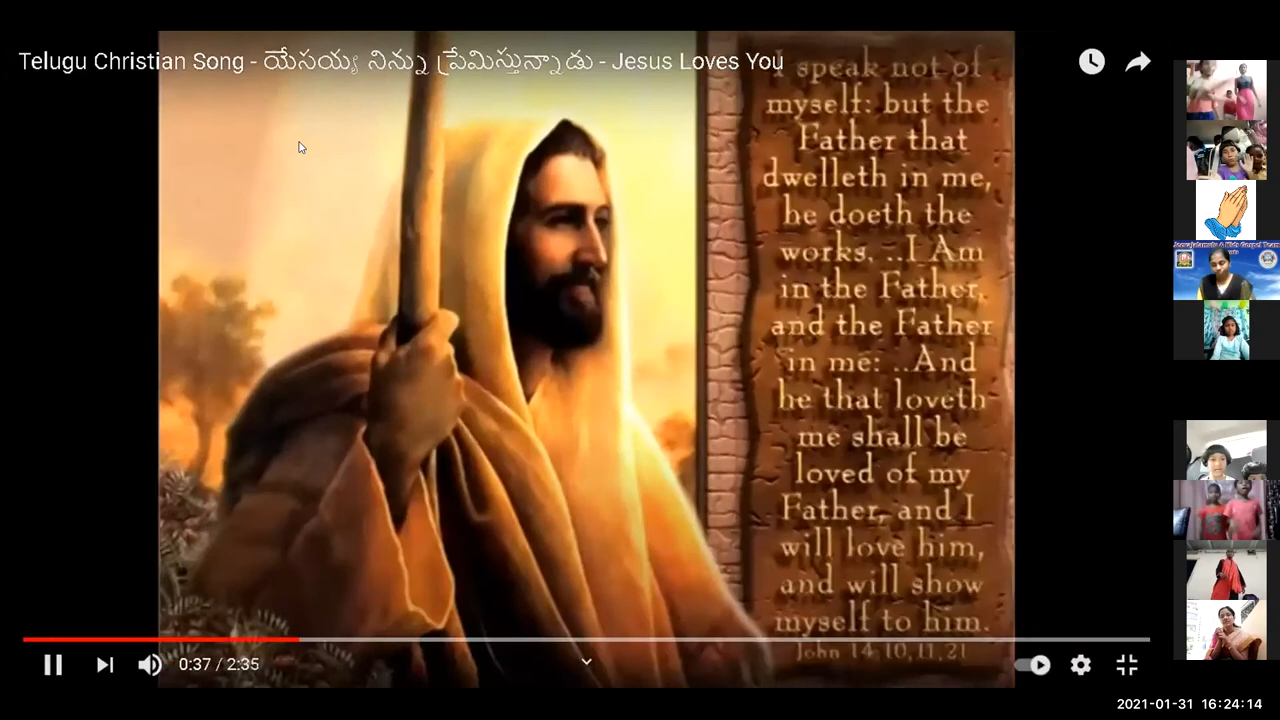 Telugu Christian Song - యేసయ్య నిన్ను ప్రేమిస్తున్నాడు - Jesus Loves You
I speak not of
myself: but the
Father that
dwelleth in me,
he doeth the
works, ..I Am
in the Father,
and the Father
in me: ..And
he that loveth
me shall be
loved of my
Father, and I
will love him,
and will show
myself to him.
John 14:10,11,21
0:37 / 2:35
& Kids Gospel Team
2021-01-31 16:24:14